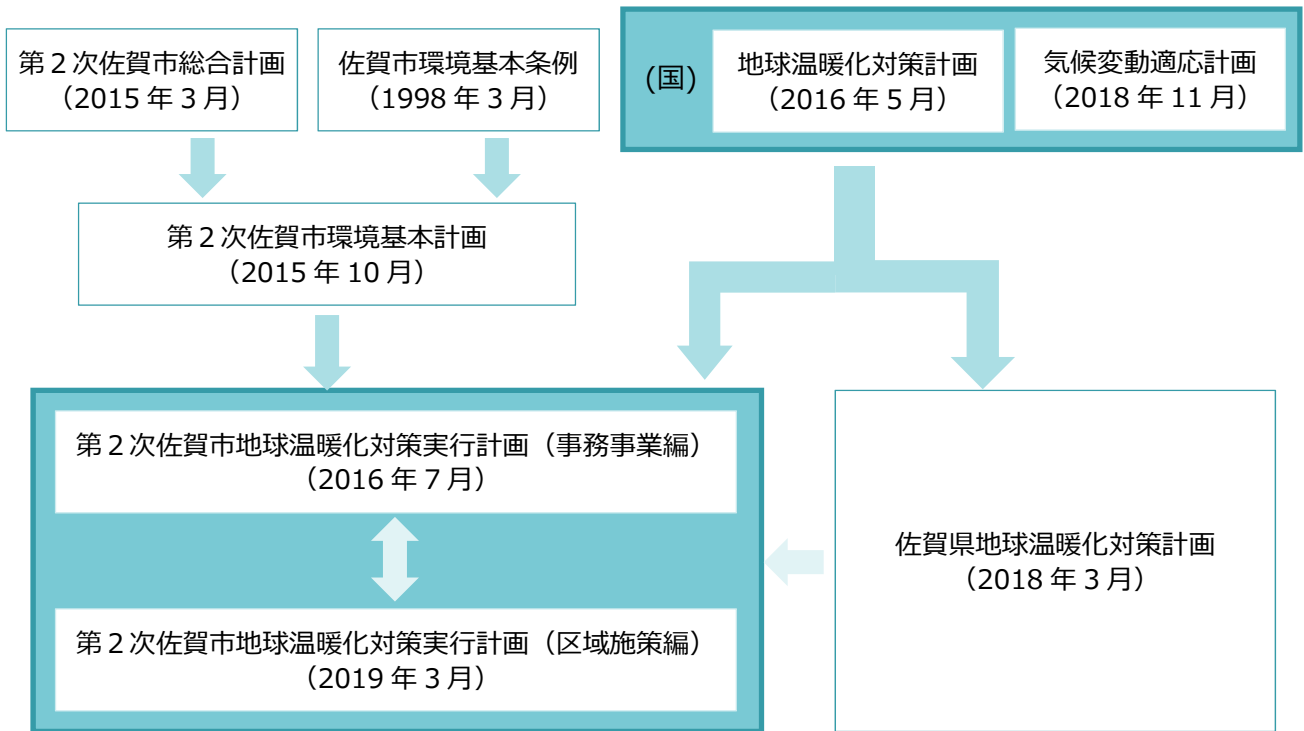 第２次佐賀市総合計画
（2015 年 3 月）
佐賀市環境基本条例
（1998 年 3 月）
(国)
地球温暖化対策計画
（2016 年 5 月）
気候変動適応計画
（2018 年 11 月）
第２次佐賀市環境基本計画
（2015 年 10 月）
第２次佐賀市地球温暖化対策実行計画（事務事業編）
（2016 年 7 月）
佐賀県地球温暖化対策計画
（2018 年 3 月）
第２次佐賀市地球温暖化対策実行計画（区域施策編）
（2019 年 3 月）